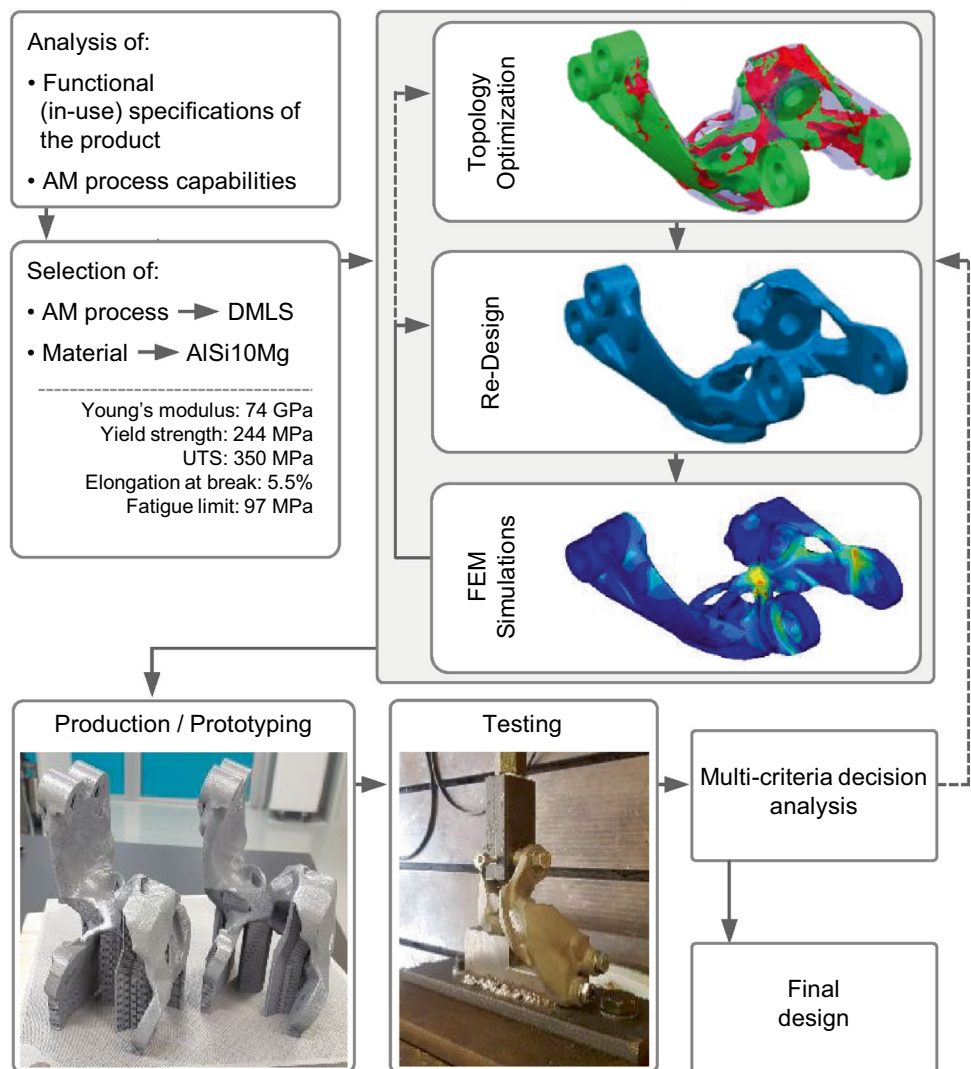 Analysis of:
• Functional
(in-use) specifications of
the product
• AM process capabilities
Selection of:
• AM process DMLS
• Material AlSi10Mg
Young's modulus: 74 GPa
Yield strength: 244 MPa
UTS: 350 MPa
Elongation at break: 5.5%
Fatigue limit: 97 MPa
Topology
Optimization
Re-Design
FEM
Simulations
Production / Prototyping
Testing
Multi-criteria decision
analysis
Final
design